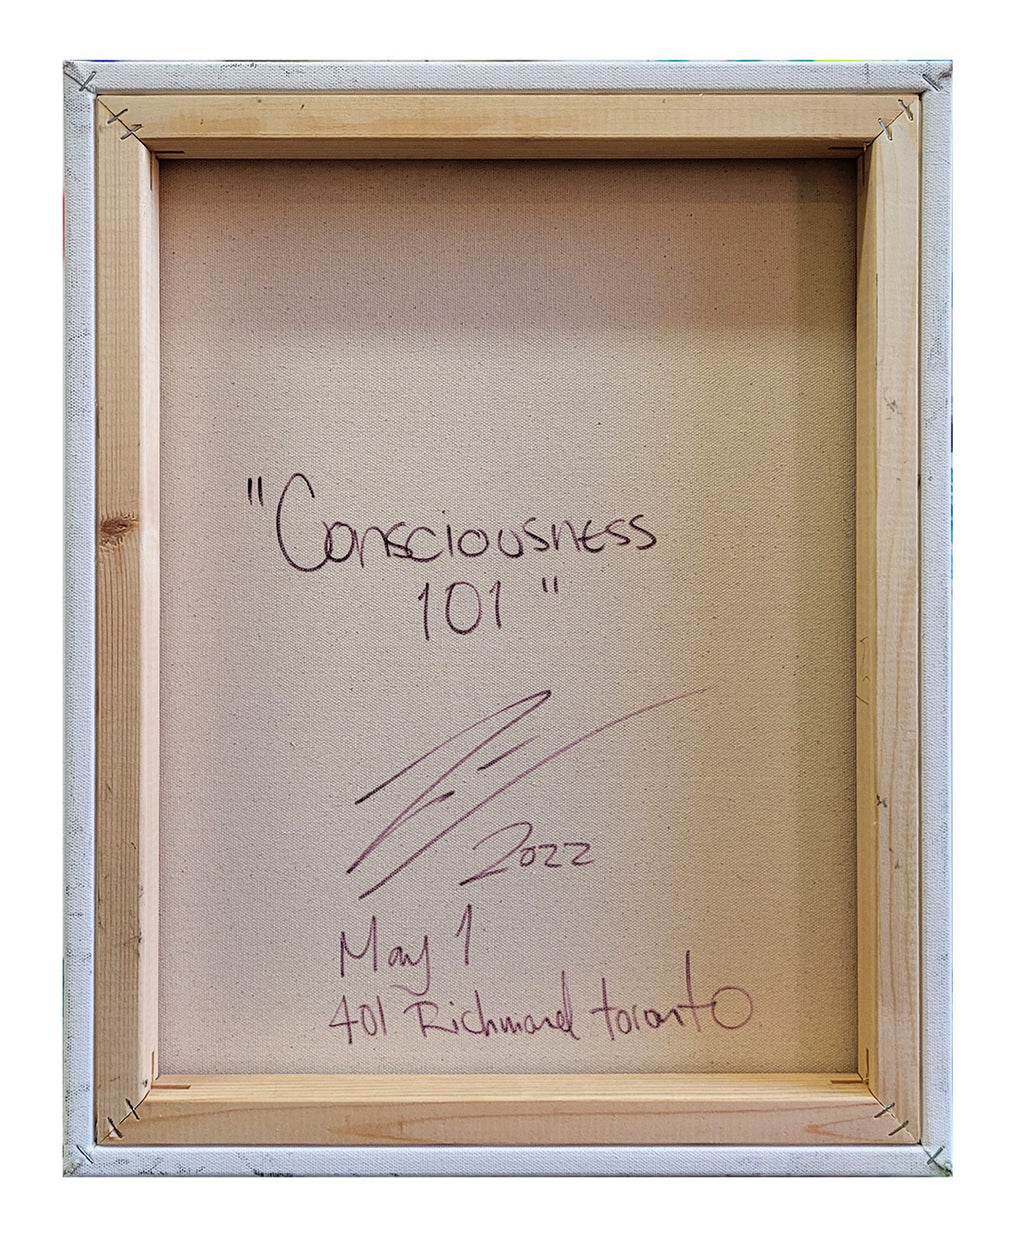 "Consciousness
101"
2022
May 1
401 Richmond toronto